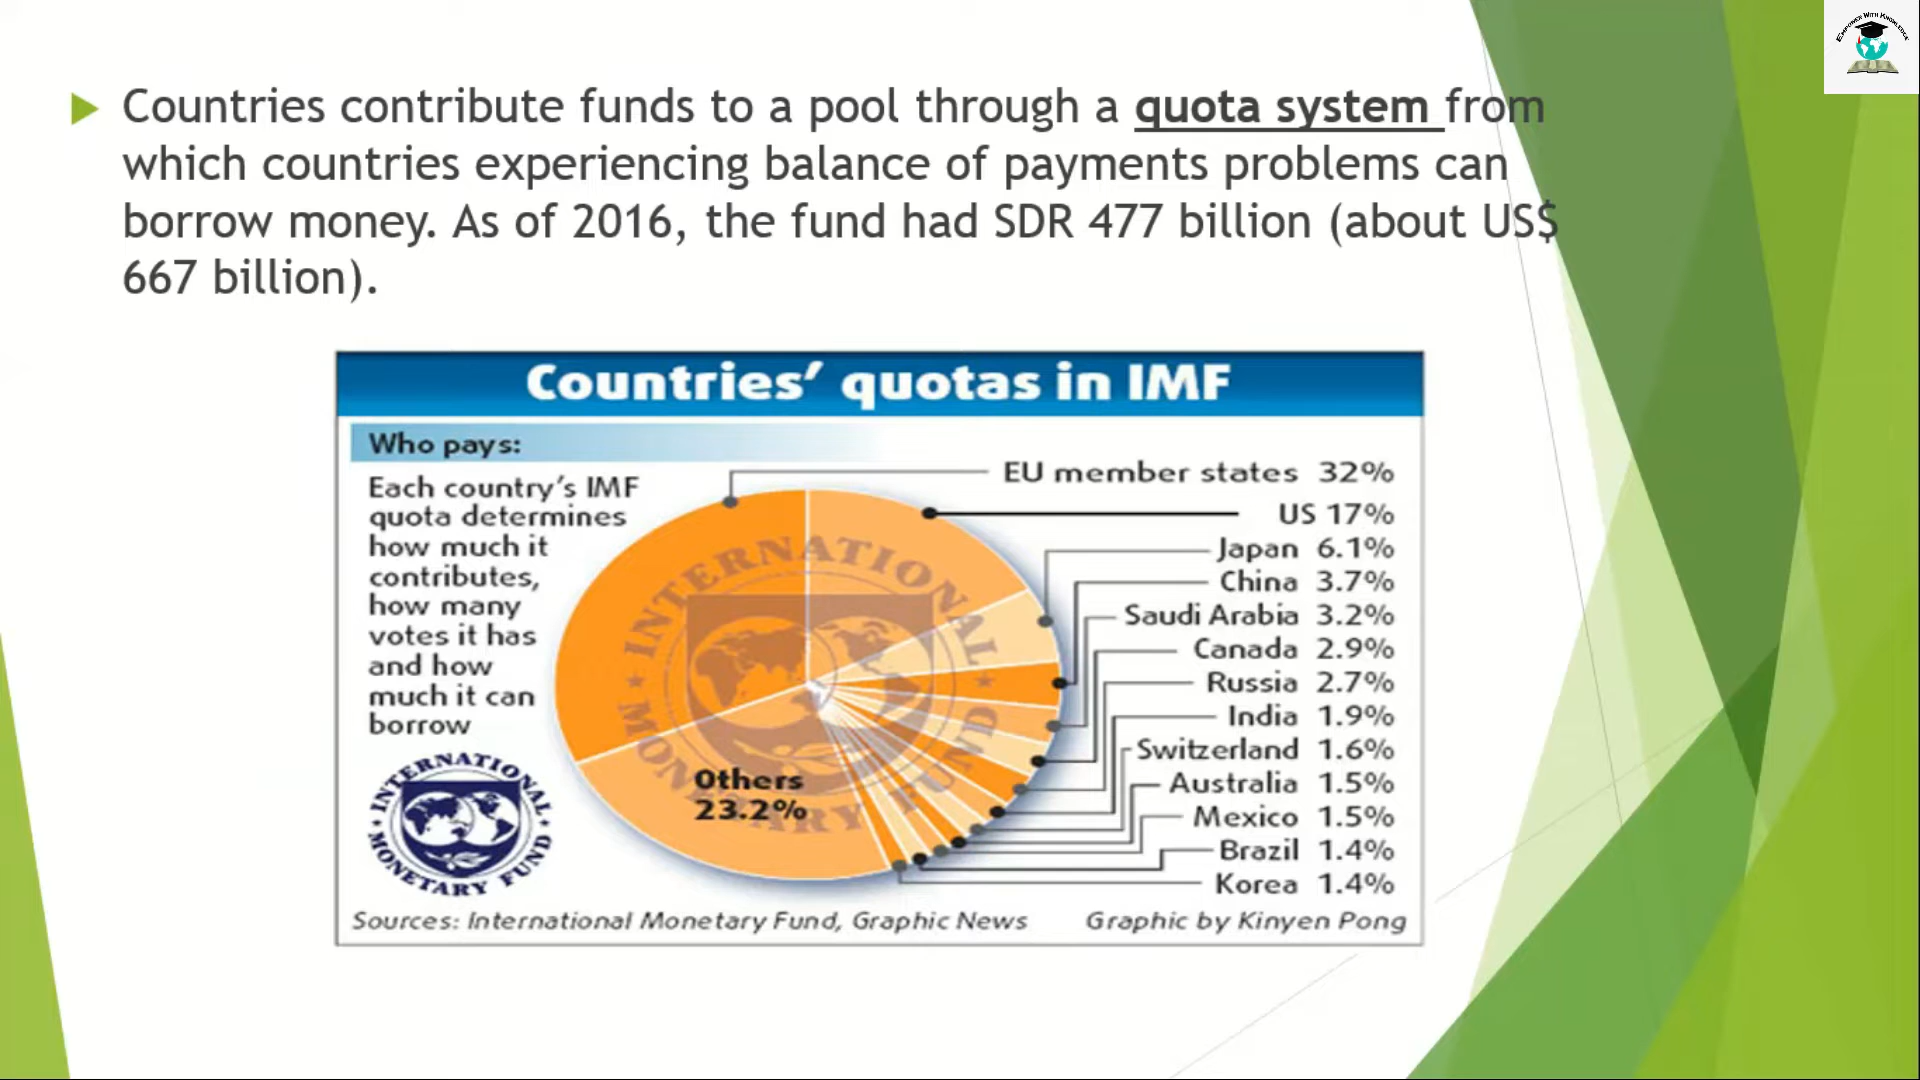 EMPOWER WITH KNOWLEDGE
Countries contribute funds to a pool through a quota system from
which countries experiencing balance of payments problems can
borrow money. As of 2016, the fund had SDR 477 billion (about US$
667 billion).
Countries' quotas in IMF
Who pays:
Each country's IMF
quota determines
how much it
contributes,
how many
votes it has
and how
much it can
borrow
EU member states 32%
US 17%
Japan 6.1%
China 3.7%
Saudi Arabia 3.2%
Canada 2.9%
Russia 2.7%
India 1.9%
Switzerland 1.6%
Australia 1.5%
Mexico 1.5%
Brazil 1.4%
Korea 1.4%
Others
23.2%
INTERNATIONAL MONETARY FUND
INTERNATIONAL MONETARY FUND
Sources: International Monetary Fund, Graphic News
Graphic by Kinyen Pong